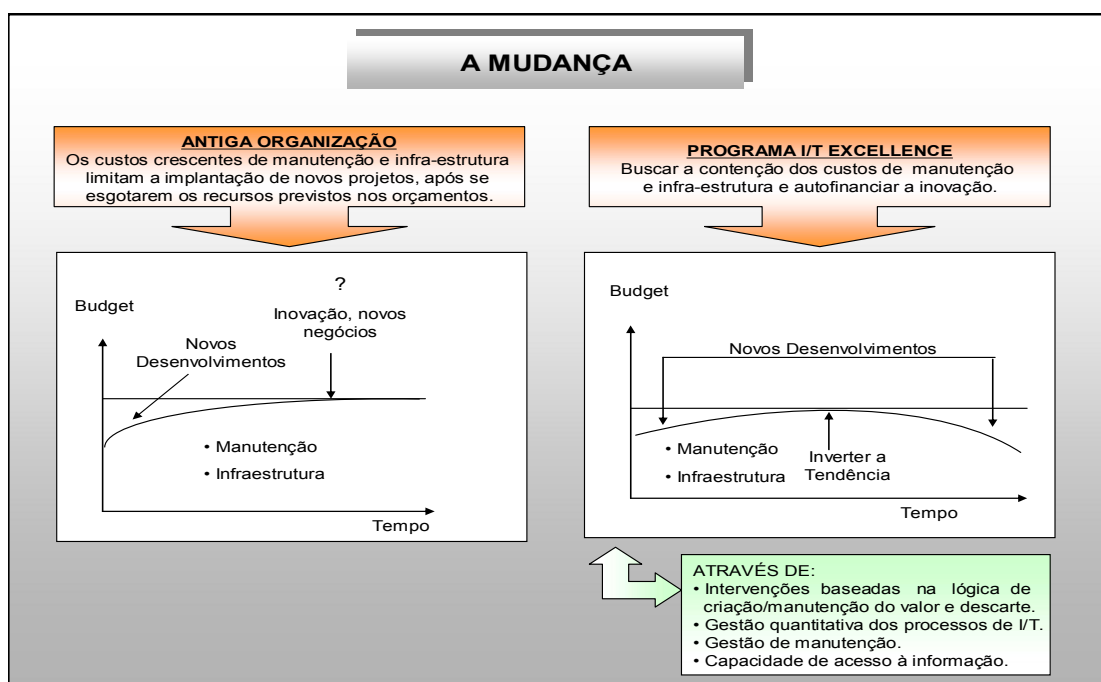 A MUDANÇA
ANTIGA ORGANIZAÇÃO
Os custos crescentes de manutenção e infra-estrutura
limitam a implantação de novos projetos, após se
esgotarem os recursos previstos nos orçamentos.
PROGRAMA I/T EXCELLENCE
Buscar a contenção dos custos de manutenção
e infra-estrutura e autofinanciar a inovação.
?
Budget
Inovação, novos
negócios
Novos
Desenvolvimentos
• Manutenção
• Infraestrutura
Tempo
Budget
Novos Desenvolvimentos
• Manutenção
• Infraestrutura
Inverter a
Tendência
Tempo
ATRAVÉS DE:
• Intervenções baseadas na lógica de
criação/manutenção do valor e descarte.
• Gestão quantitativa dos processos de I/T.
• Gestão de manutenção.
• Capacidade de acesso à informação.